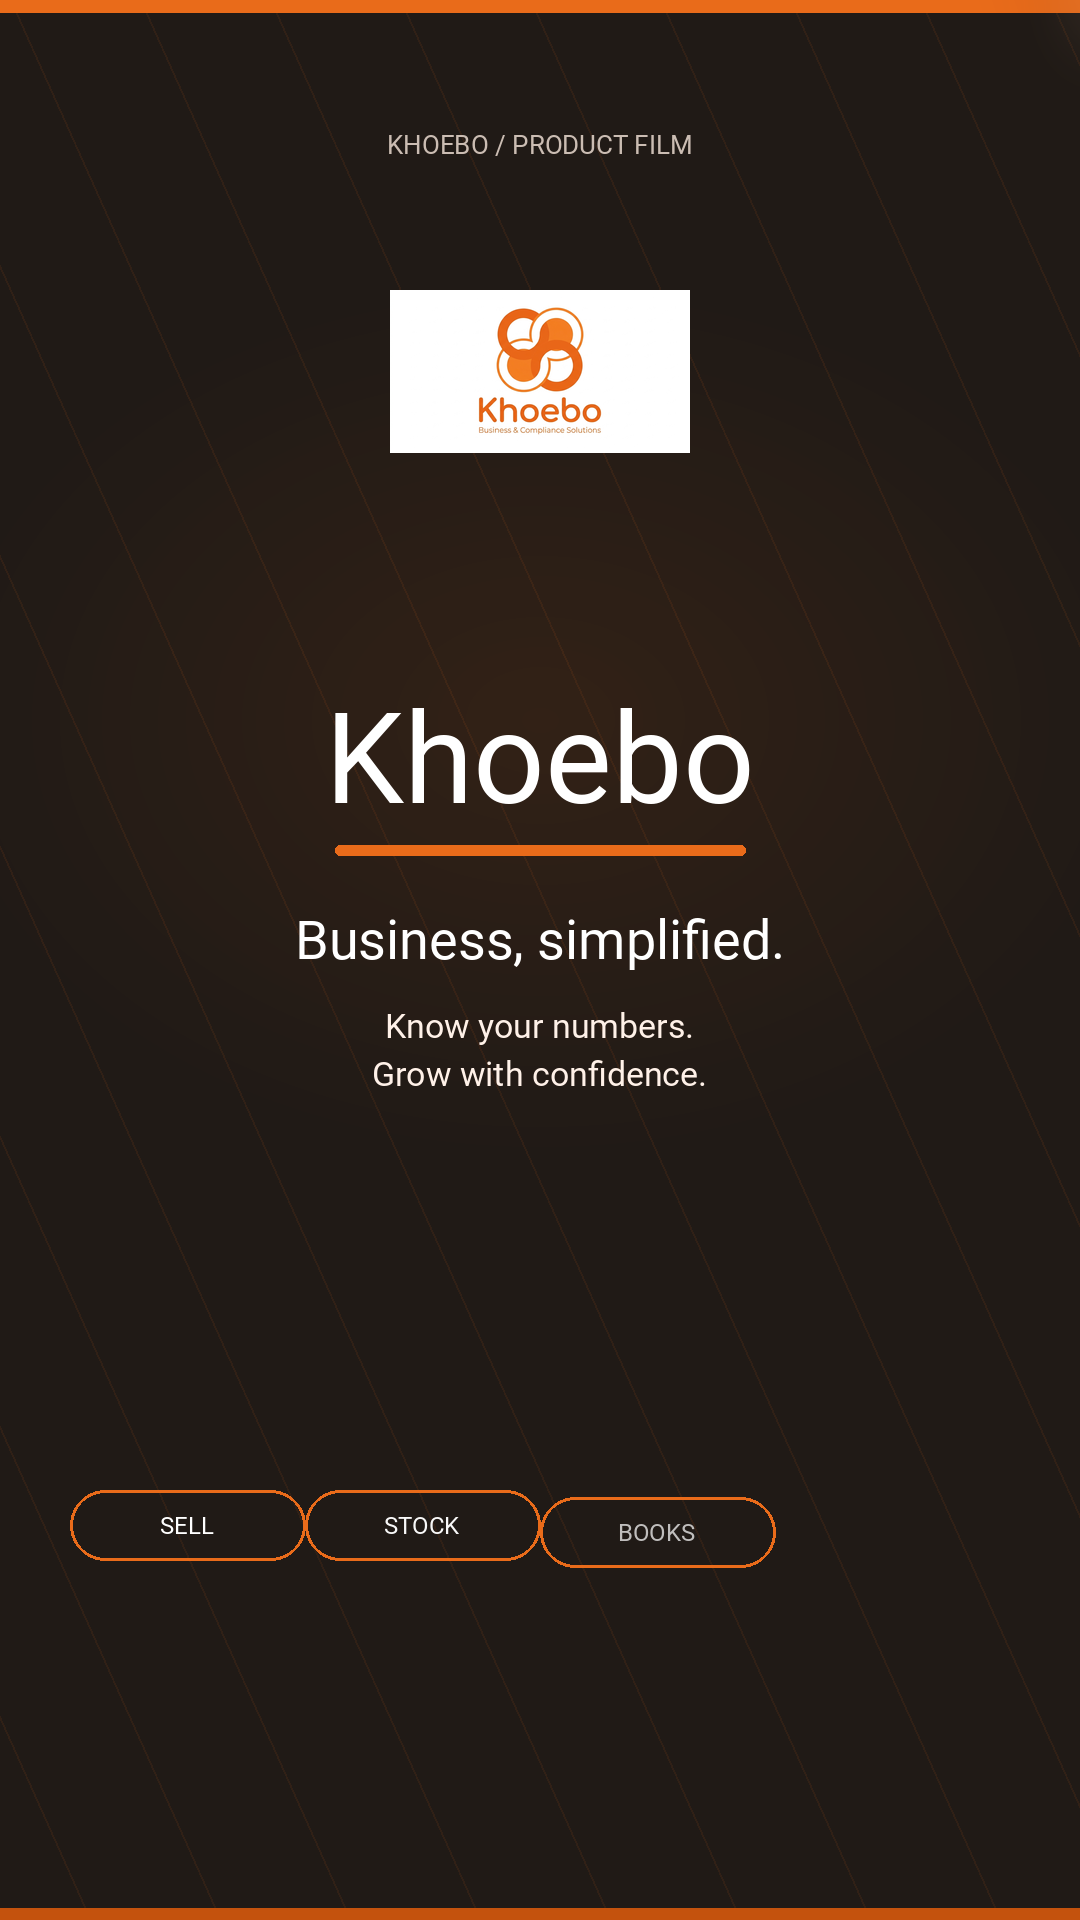 KHOEBO / PRODUCT FILM
Khoebo
Business & Compliance Solutions
Khoebo
Business, simplified.
Know your numbers.
Grow with confidence.
SELL
STOCK
BOOKS